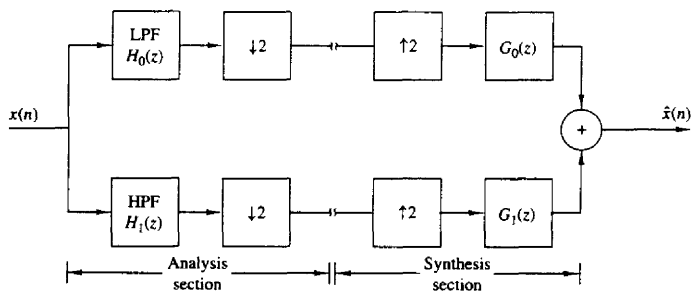 LPF
H₀(z)
↓2
↑2
G₀(z)
x(n)
+
x̂(n)
HPF
H₁(z)
↓2
↑2
G₁(z)
Analysis
section
Synthesis
section